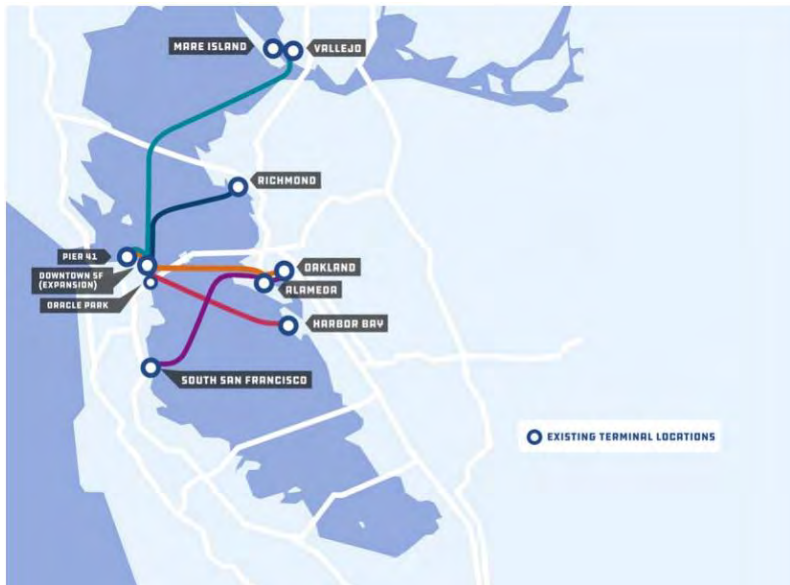 MARE ISLAND
VALLEJO
RICHMOND
PIER 41
DOWNTOWN SF
(EXPANSION)
ORACLE PARK
OAKLAND
ALAMEDA
HARBOR BAY
SOUTH SAN FRANCISCO
EXISTING TERMINAL LOCATIONS